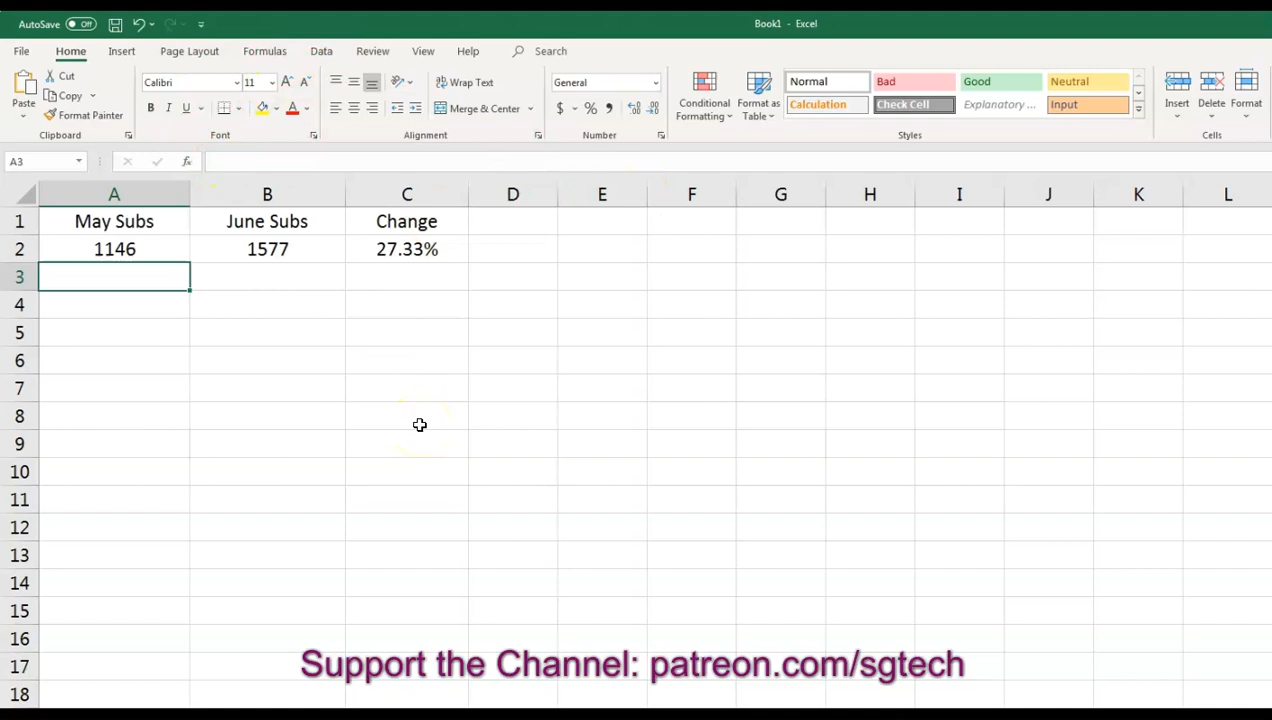 AutoSave Off
Book1 - Excel
File Home Insert Page Layout Formulas Data Review View Help Search
Paste
Cut
Copy
Format Painter
Clipboard
Calibri 11
B I U A
Font
Wrap Text
Merge & Center
Alignment
General
$ % ,
Number
Conditional Formatting
Format as Table
Normal Bad Good Neutral
Calculation Check Cell Explanatory ... Input
Styles
Insert Delete Format
Cells
A3 fx
A B C D E F G H I J K L
1 May Subs June Subs Change
2 1146 1577 27.33%
3
4
5
6
7
8
9
10
11
12
13
14
15
16
17
18
Support the Channel: patreon.com/sgtech